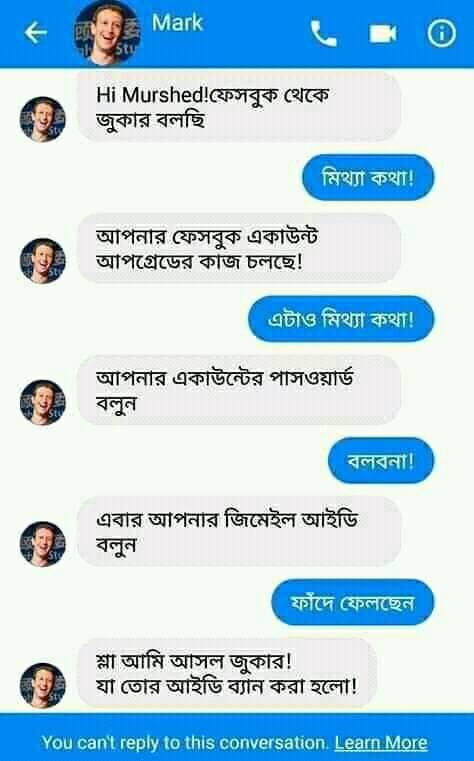 Mark
Hi Murshed!ফেসবুক থেকে
জুকার বলছি
মিথ্যা কথা!
আপনার ফেসবুক একাউন্ট
আপগ্রেডের কাজ চলছে!
এটাও মিথ্যা কথা!
আপনার একাউন্টের পাসওয়ার্ড
বলুন
বলবনা!
এবার আপনার জিমেইল আইডি
বলুন
ফাঁদে ফেলছেন
শ্লা আমি আসল জুকার!
যা তোর আইডি ব্যান করা হলো!
You can't reply to this conversation. Learn More